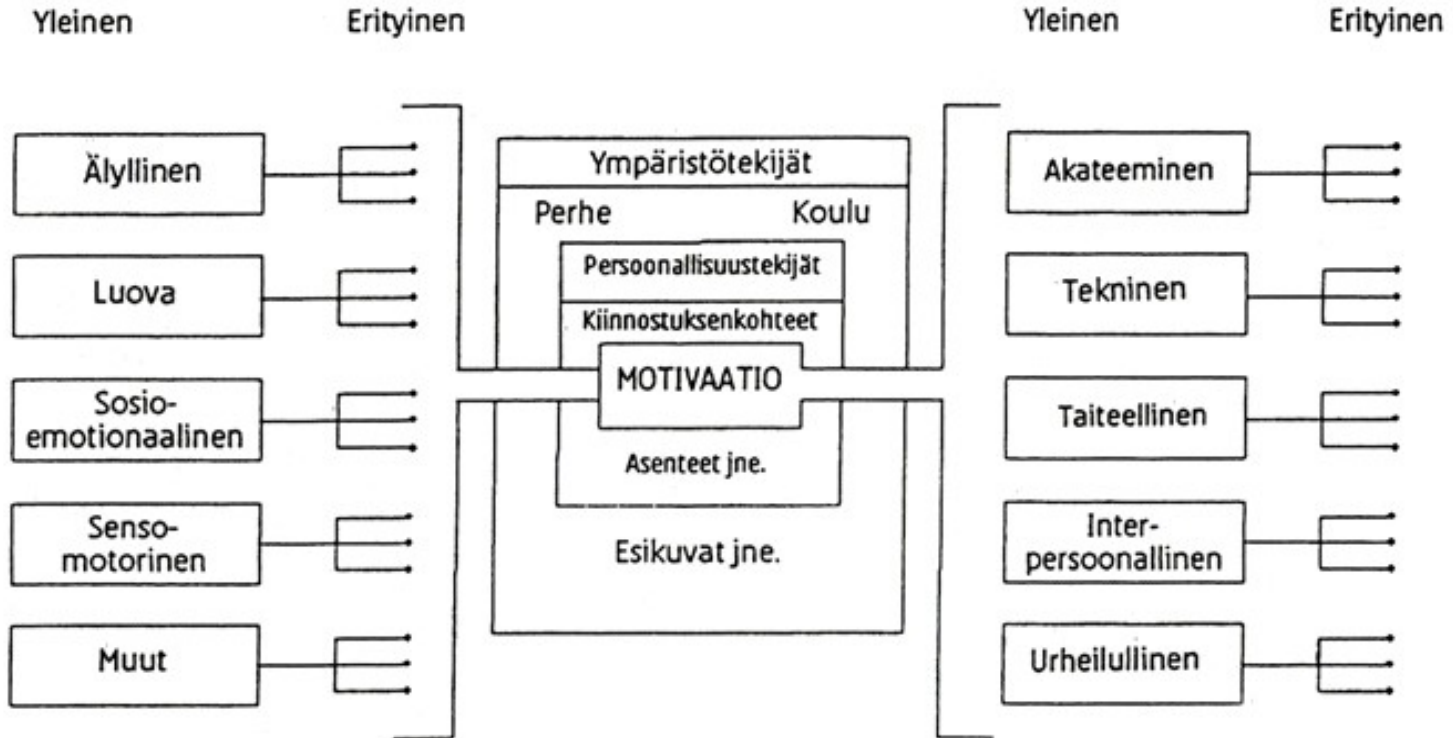 Yleinen
Erityinen
Yleinen
Erityinen
Älyllinen
Luova
Sosio-
emotionaalinen
Senso-
motorinen
Muut
Ympäristötekijät
Perhe
Koulu
Persoonallisuustekijät
Kiinnostuksenkohteet
MOTIVAATIO
Asenteet jne.
Esikuvat jne.
Akateeminen
Tekninen
Taiteellinen
Inter-
persoonallinen
Urheilullinen